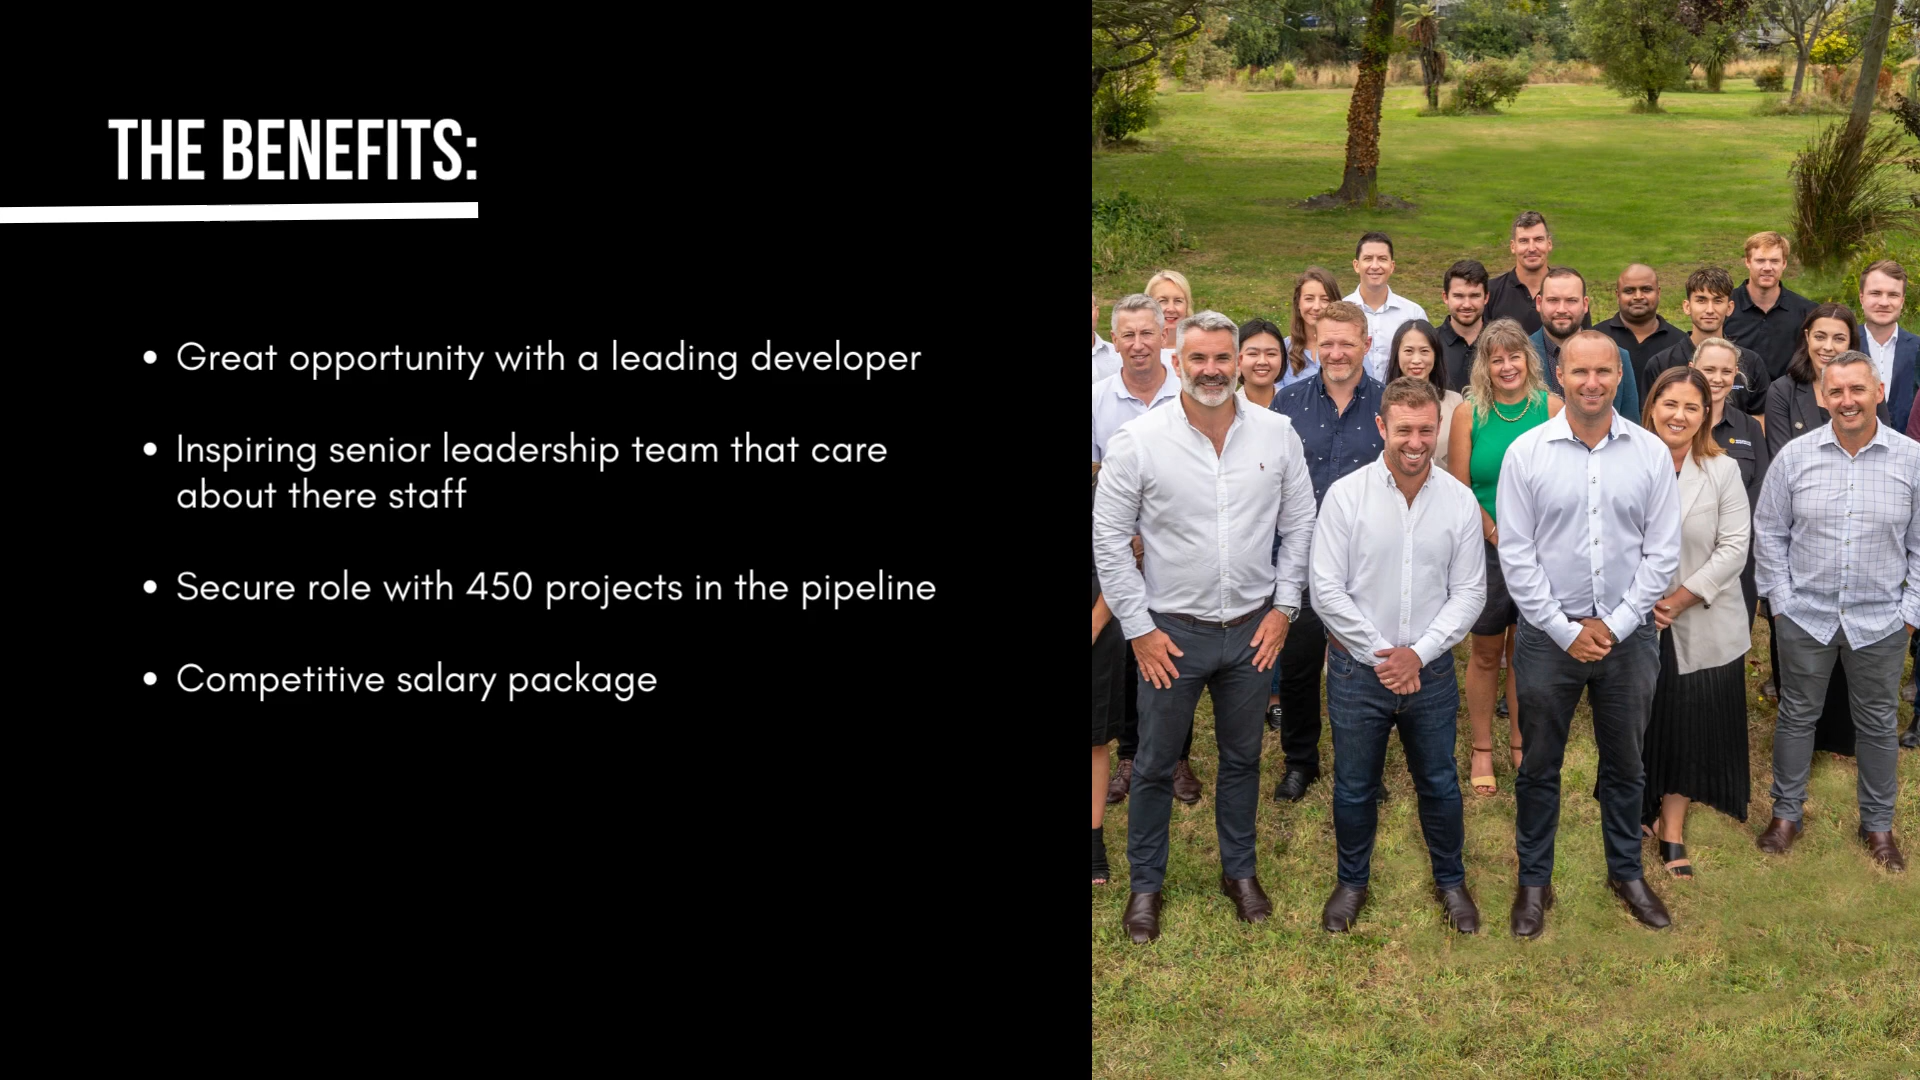 THE BENEFITS:
• Great opportunity with a leading developer
• Inspiring senior leadership team that care
about there staff
• Secure role with 450 projects in the pipeline
• Competitive salary package